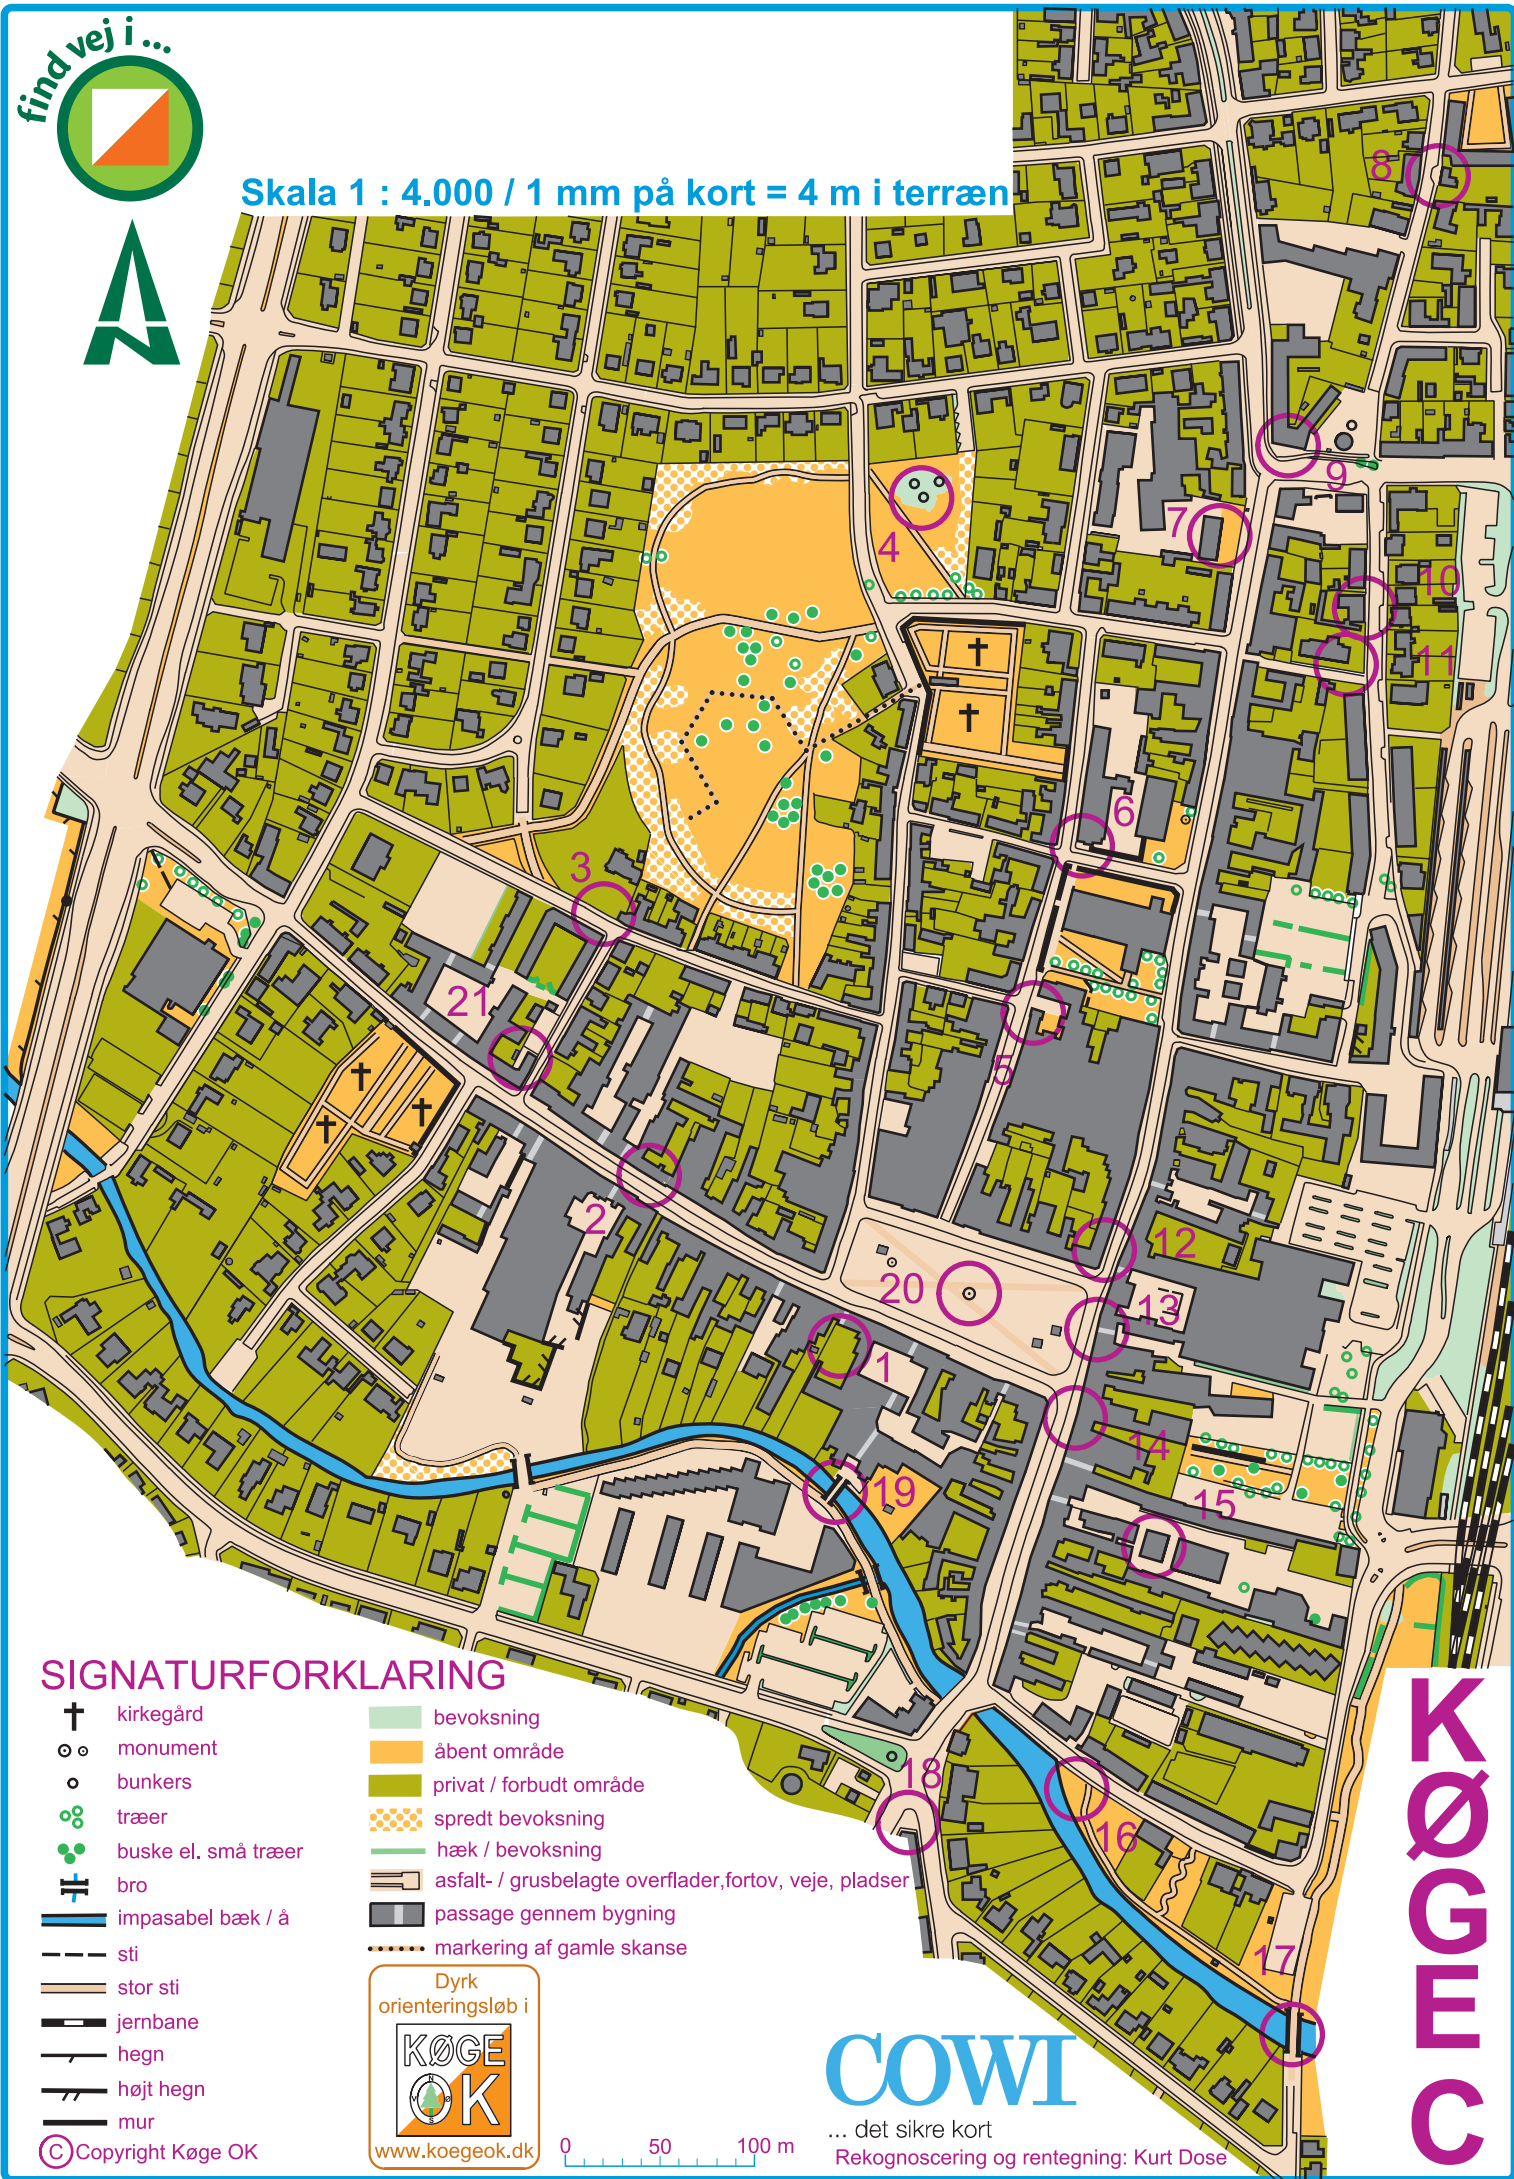 find vej i ...
Skala 1 : 4.000 / 1 mm på kort = 4 m i terræn
N
8
9
4
7
10
11
6
3
21
5
2
12
20
13
1
14
19
15
18
16
17
SIGNATURFORKLARING
kirkegård
monument
bunkers
træer
buske el. små træer
bro
impasabel bæk / å
sti
stor sti
jernbane
hegn
højt hegn
mur
© Copyright Køge OK
bevoksning
åbent område
privat / forbudt område
spredt bevoksning
hæk / bevoksning
asfalt- / grusbelagte overflader,fortov, veje, pladser
passage gennem bygning
markering af gamle skanse
Dyrk
orienteringsløb i
KØGE
OK
N
V Ø
S
www.koegeok.dk
0 50 100 m
COWI
... det sikre kort
Rekognoscering og rentegning: Kurt Dose
KØGE C